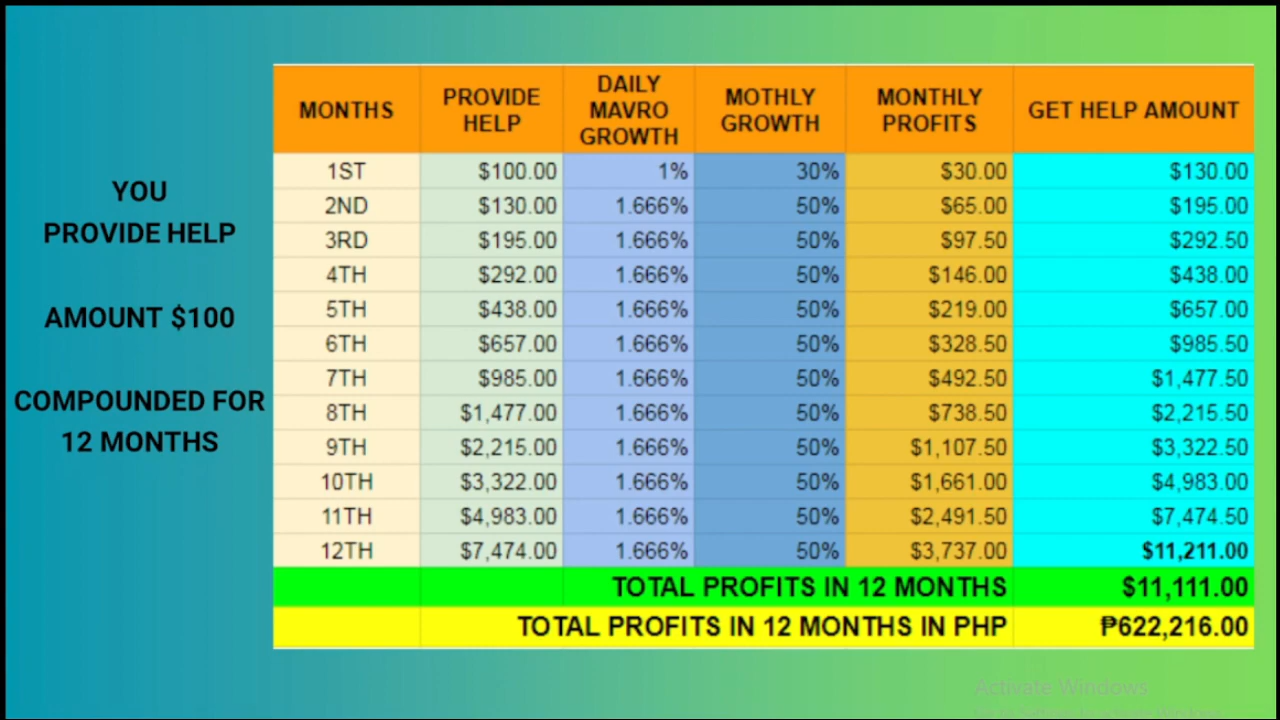 YOU
PROVIDE HELP
AMOUNT $100
COMPOUNDED FOR
12 MONTHS
MONTHS PROVIDE HELP DAILY MAVRO GROWTH MOTHLY GROWTH MONTHLY PROFITS GET HELP AMOUNT
1ST $100.00 1% 30% $30.00 $130.00
2ND $130.00 1.666% 50% $65.00 $195.00
3RD $195.00 1.666% 50% $97.50 $292.50
4TH $292.00 1.666% 50% $146.00 $438.00
5TH $438.00 1.666% 50% $219.00 $657.00
6TH $657.00 1.666% 50% $328.50 $985.50
7TH $985.00 1.666% 50% $492.50 $1,477.50
8TH $1,477.00 1.666% 50% $738.50 $2,215.50
9TH $2,215.00 1.666% 50% $1,107.50 $3,322.50
10TH $3,322.00 1.666% 50% $1,661.00 $4,983.00
11TH $4,983.00 1.666% 50% $2,491.50 $7,474.50
12TH $7,474.00 1.666% 50% $3,737.00 $11,211.00
TOTAL PROFITS IN 12 MONTHS $11,111.00
TOTAL PROFITS IN 12 MONTHS IN PHP ₱622,216.00
Activate Windows